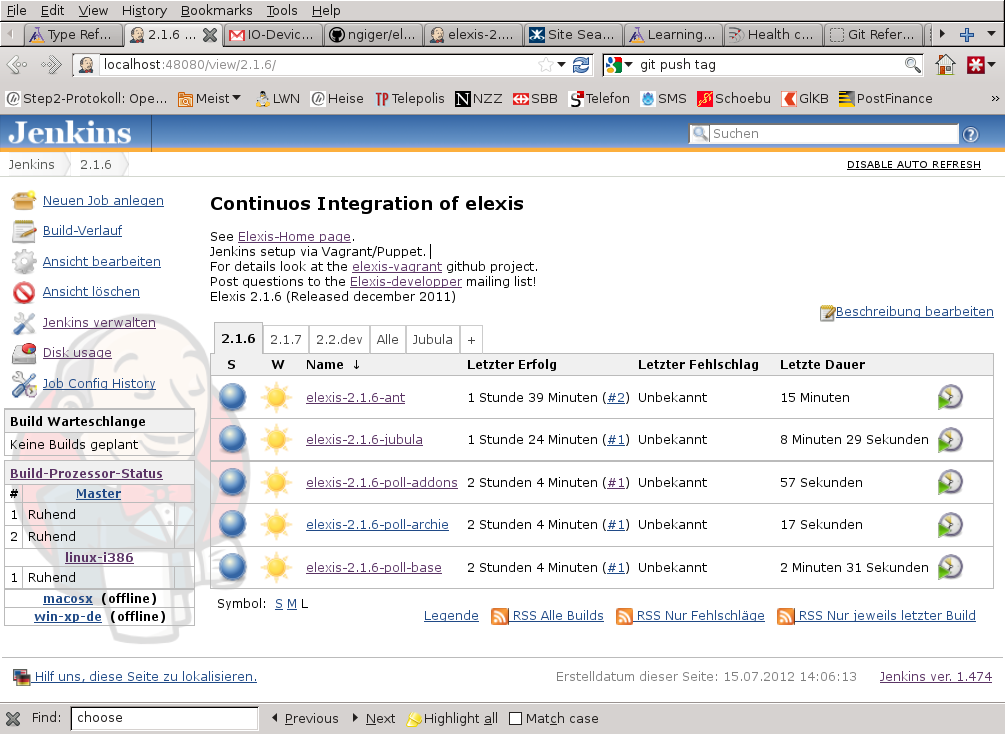 File Edit View History Bookmarks Tools Help
Type Ref... 2.1.6 ... IO-Devic... ngiger/el... elexis-2.... Site Sea... Learning... Health c... Git Refer...
localhost:48080/view/2.1.6/ git push tag
Step2-Protokoll: Ope... Meist LWN Heise Telepolis NZZ SBB Telefon SMS Schoebu GlKB PostFinance »
Jenkins Suchen
Jenkins 2.1.6 DISABLE AUTO REFRESH
Neuen Job anlegen
Build-Verlauf
Ansicht bearbeiten
Ansicht löschen
Jenkins verwalten
Disk usage
Job Config History
Build Warteschlange
Keine Builds geplant
Build-Prozessor-Status
# Master
1 Ruhend
2 Ruhend
linux-i386
1 Ruhend
macosx (offline)
win-xp-de (offline)
Continuos Integration of elexis
See Elexis-Home page.
Jenkins setup via Vagrant/Puppet.
For details look at the elexis-vagrant github project.
Post questions to the Elexis-developper mailing list!
Elexis 2.1.6 (Released december 2011)
Beschreibung bearbeiten
2.1.6 2.1.7 2.2.dev Alle Jubula +
S W Name ↓ Letzter Erfolg Letzter Fehlschlag Letzte Dauer
elexis-2.1.6-ant 1 Stunde 39 Minuten (#2) Unbekannt 15 Minuten
elexis-2.1.6-jubula 1 Stunde 24 Minuten (#1) Unbekannt 8 Minuten 29 Sekunden
elexis-2.1.6-poll-addons 2 Stunden 4 Minuten (#1) Unbekannt 57 Sekunden
elexis-2.1.6-poll-archie 2 Stunden 4 Minuten (#1) Unbekannt 17 Sekunden
elexis-2.1.6-poll-base 2 Stunden 4 Minuten (#1) Unbekannt 2 Minuten 31 Sekunden
Symbol: S M L
Legende RSS Alle Builds RSS Nur Fehlschläge RSS Nur jeweils letzter Build
Hilf uns, diese Seite zu lokalisieren. Erstelldatum dieser Seite: 15.07.2012 14:06:13 Jenkins ver. 1.474
Find: choose Previous Next Highlight all Match case